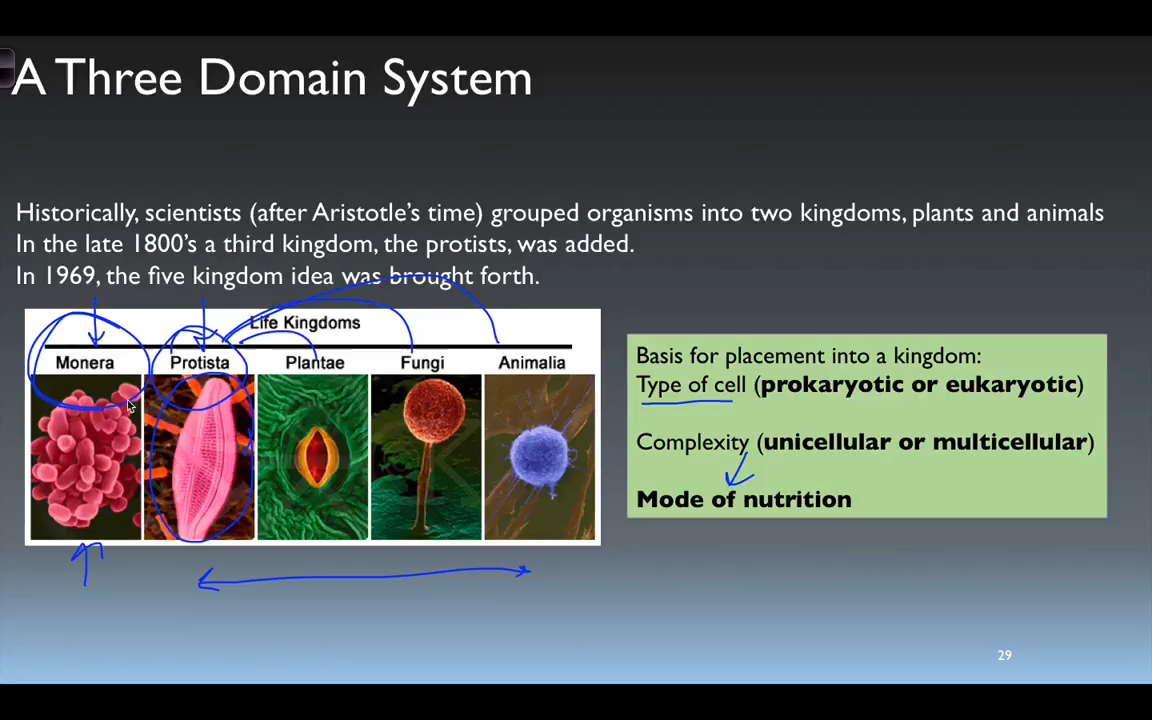 A Three Domain System
Historically, scientists (after Aristotle's time) grouped organisms into two kingdoms, plants and animals
In the late 1800's a third kingdom, the protists, was added.
In 1969, the five kingdom idea was brought forth.
Life Kingdoms
Monera Protista Plantae Fungi Animalia
Basis for placement into a kingdom:
Type of cell (prokaryotic or eukaryotic)
Complexity (unicellular or multicellular)
Mode of nutrition
29